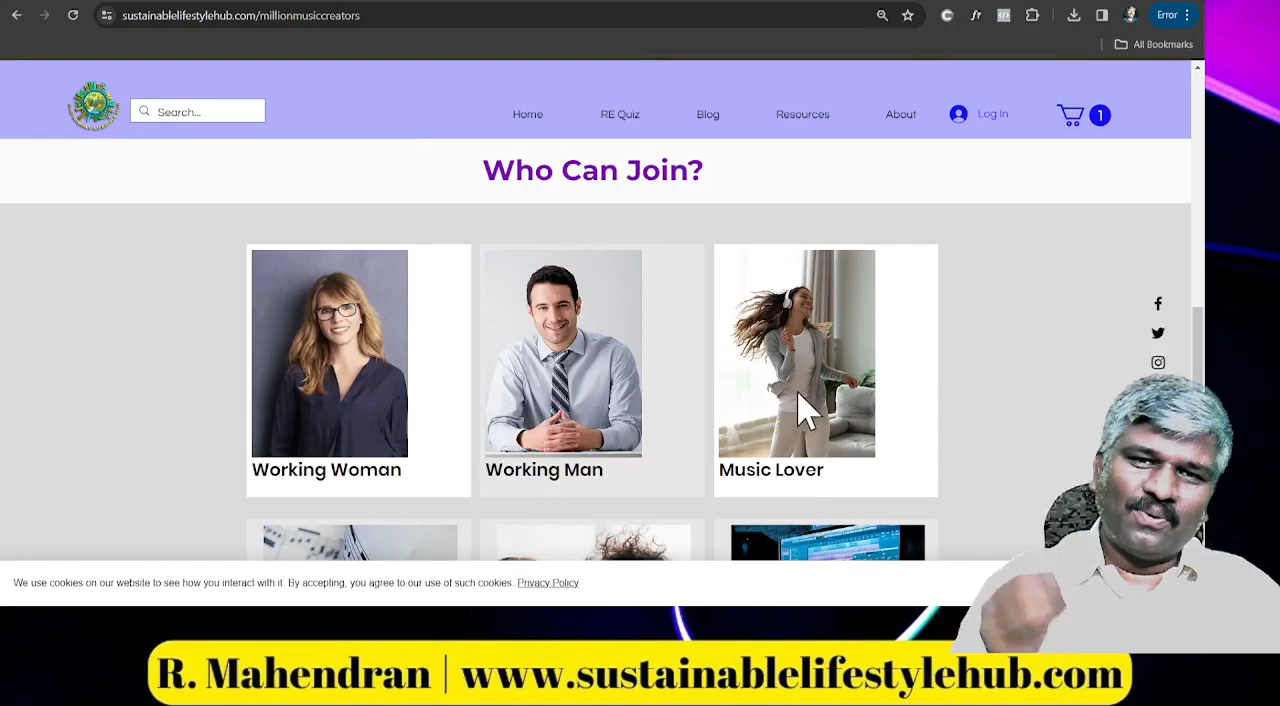 sustainablelifestylehub.com/millionmusiccreators
Error
All Bookmarks
Search...
Home
RE Quiz
Blog
Resources
About
Log In
1
Who Can Join?
Working Woman
Working Man
Music Lover
We use cookies on our website to see how you interact with it. By accepting, you agree to our use of such cookies. Privacy Policy
R. Mahendran | www.sustainablelifestylehub.com